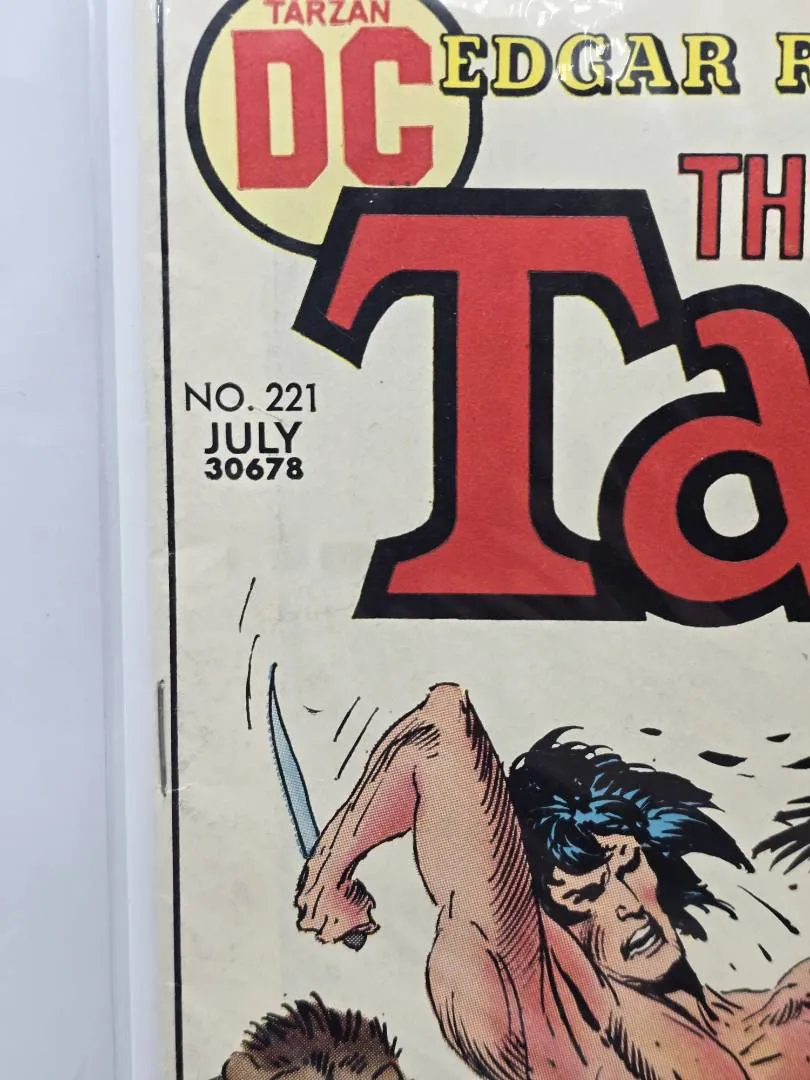 TARZAN
DC
EDGAR R
TH
Ta
NO. 221
JULY
30678